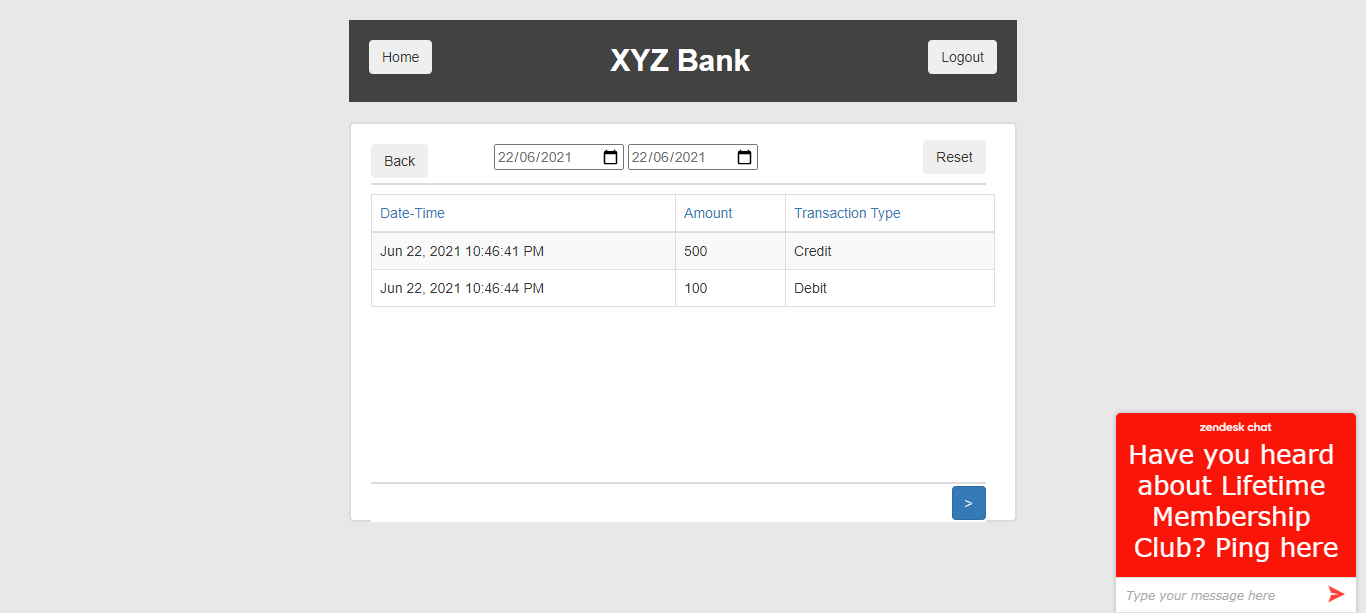 Home
XYZ Bank
Logout
Back
22/06/2021
22/06/2021
Reset
Date-Time Amount Transaction Type
Jun 22, 2021 10:46:41 PM 500 Credit
Jun 22, 2021 10:46:44 PM 100 Debit
>
zendesk chat
Have you heard
about Lifetime
Membership
Club? Ping here
Type your message here